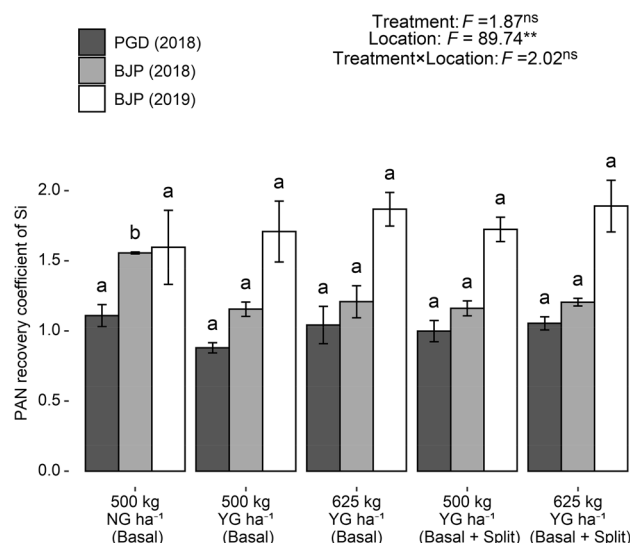 PGD (2018)
BJP (2018)
BJP (2019)
Treatment: F =1.87ⁿˢ
Location: F = 89.74**
Treatment×Location: F =2.02ⁿˢ
PAN recovery coefficient of Si
2.0
1.5
1.0
0.5
0.0
a b a
a a a
a a a
a a a
a a a
500 kg
NG ha⁻¹
(Basal)
500 kg
YG ha⁻¹
(Basal)
625 kg
YG ha⁻¹
(Basal)
500 kg
YG ha⁻¹
(Basal + Split)
625 kg
YG ha⁻¹
(Basal + Split)